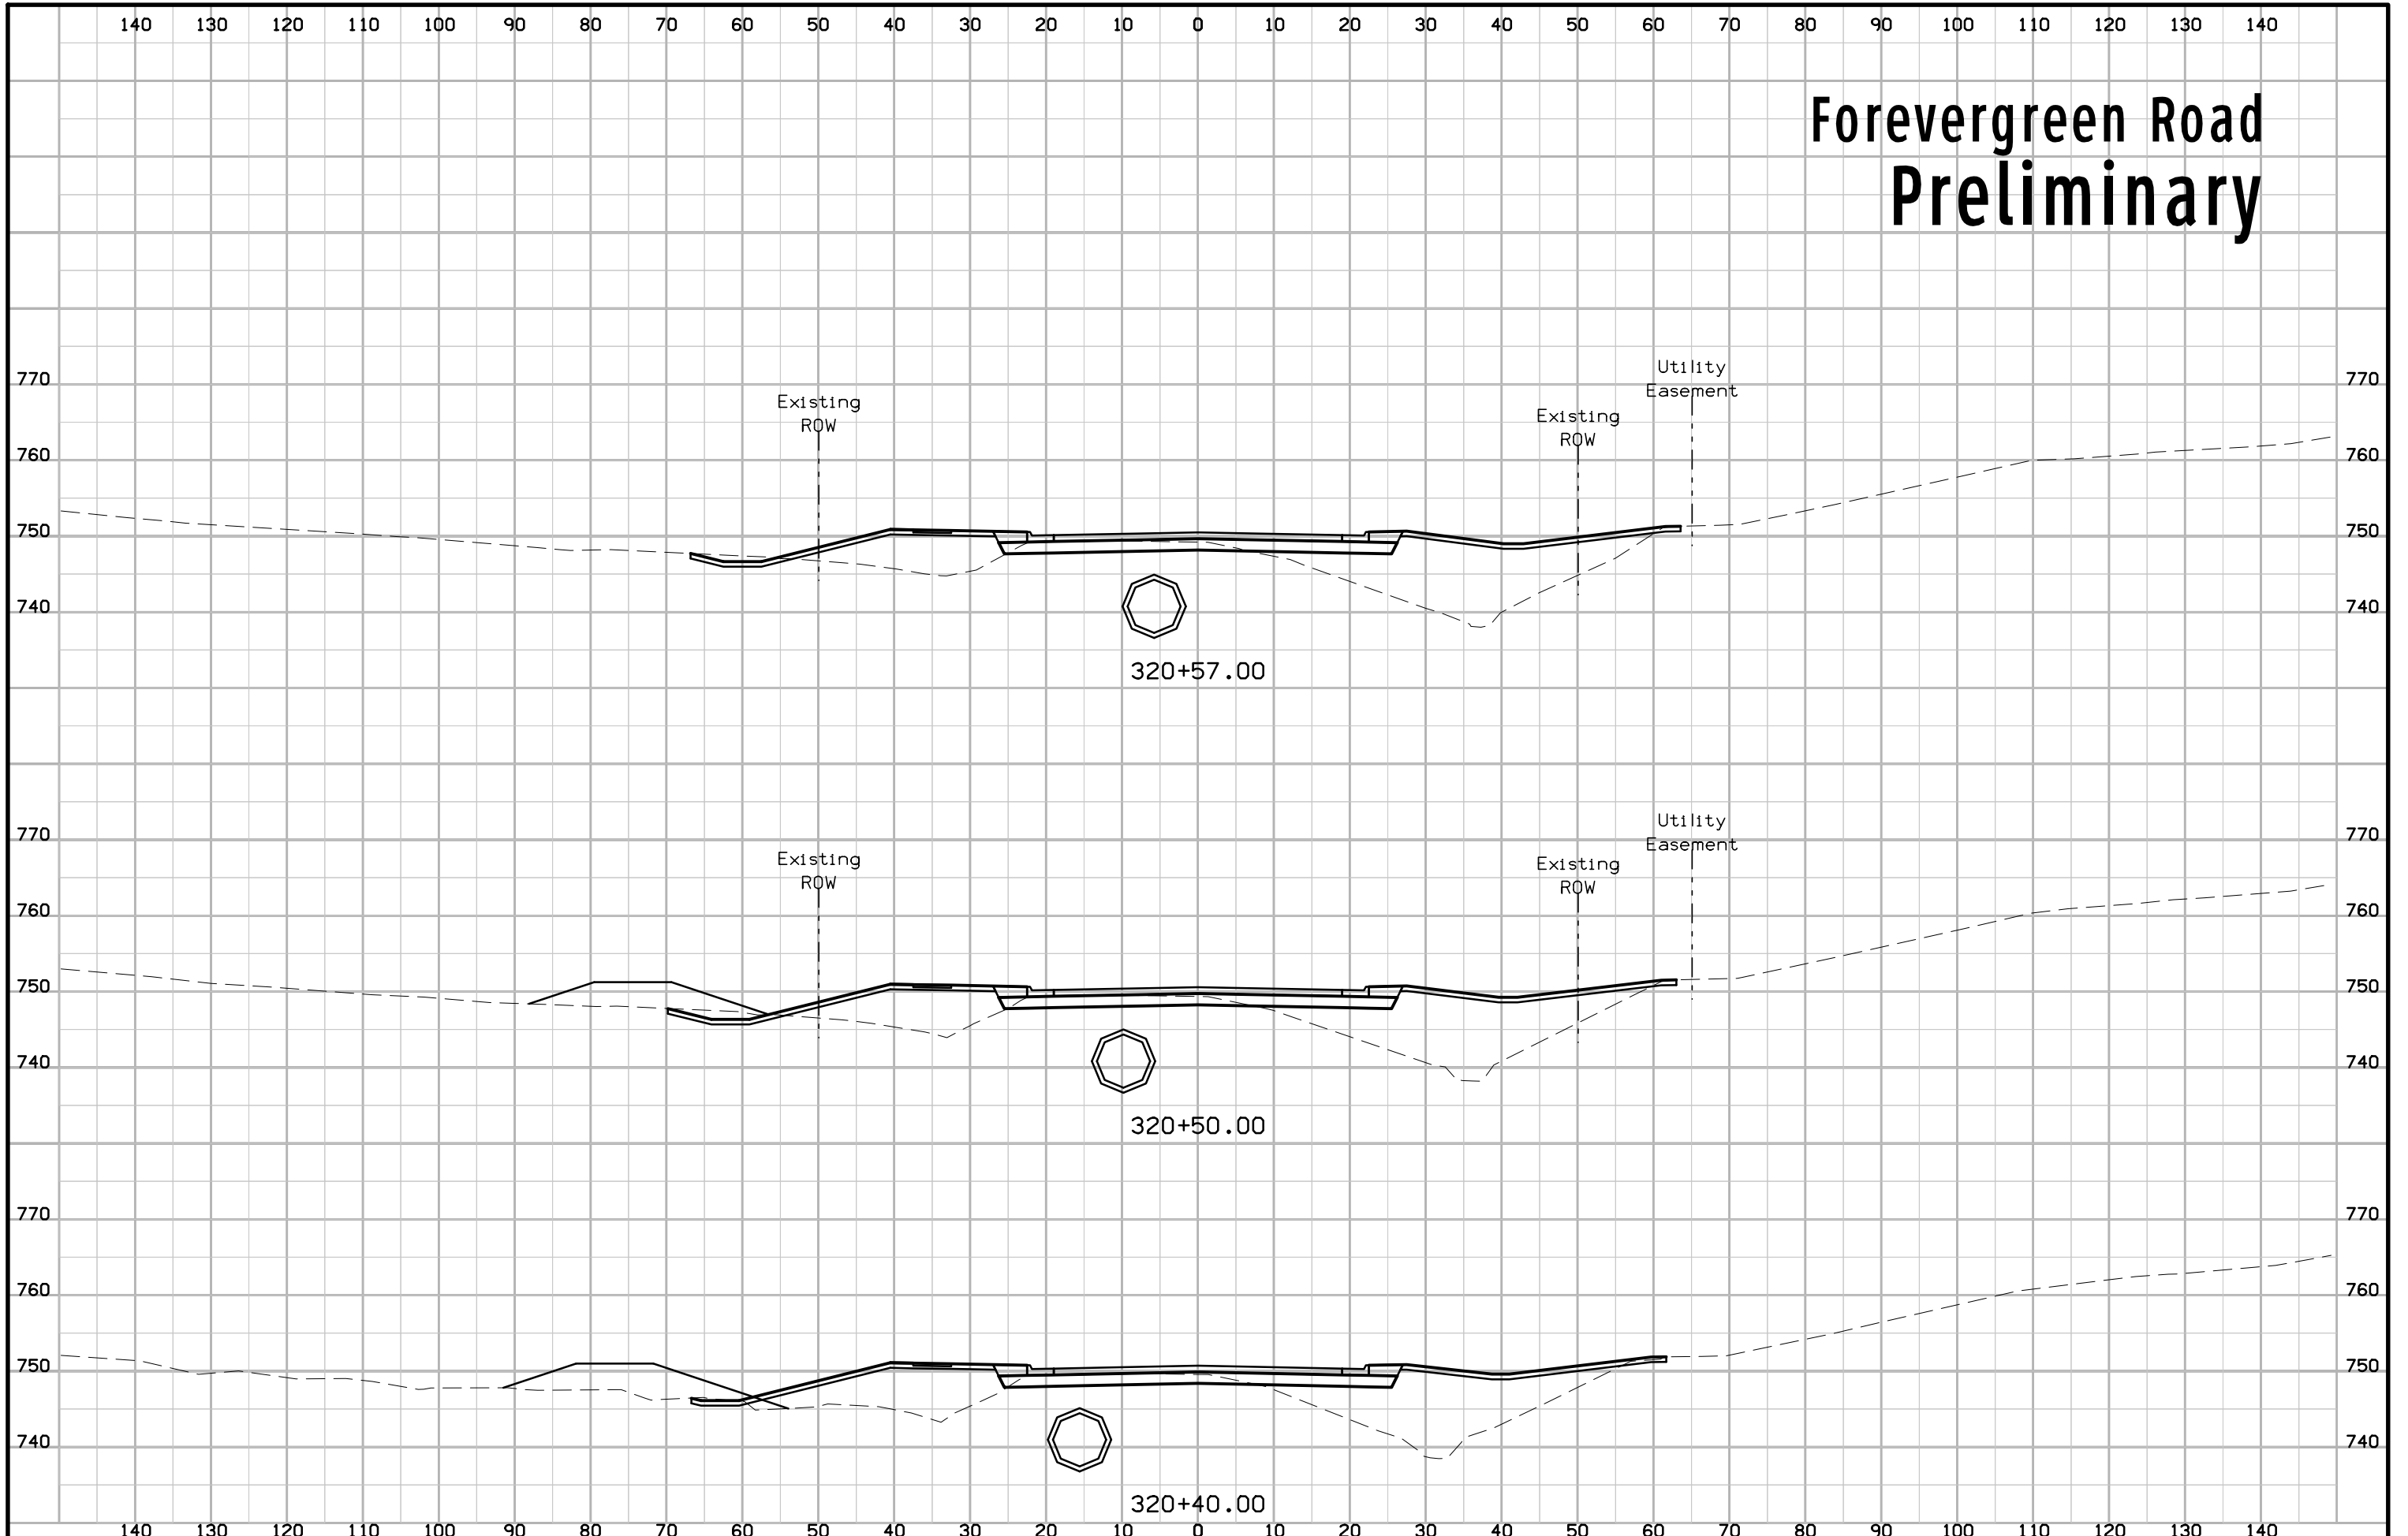 140 130 120 110 100 90 80 70 60 50 40 30 20 10 0 10 20 30 40 50 60 70 80 90 100 110 120 130 140
Forevergreen Road
Preliminary
Utility
770 Easement 770
Existing
ROW
Existing
ROW
760 760
750 750
740 740
320+57.00
Utility
770 Easement 770
Existing
ROW
Existing
ROW
760 760
750 750
740 740
320+50.00
770 770
760 760
750 750
740 740
320+40.00
140 130 120 110 100 90 80 70 60 50 40 30 20 10 0 10 20 30 40 50 60 70 80 90 100 110 120 130 140